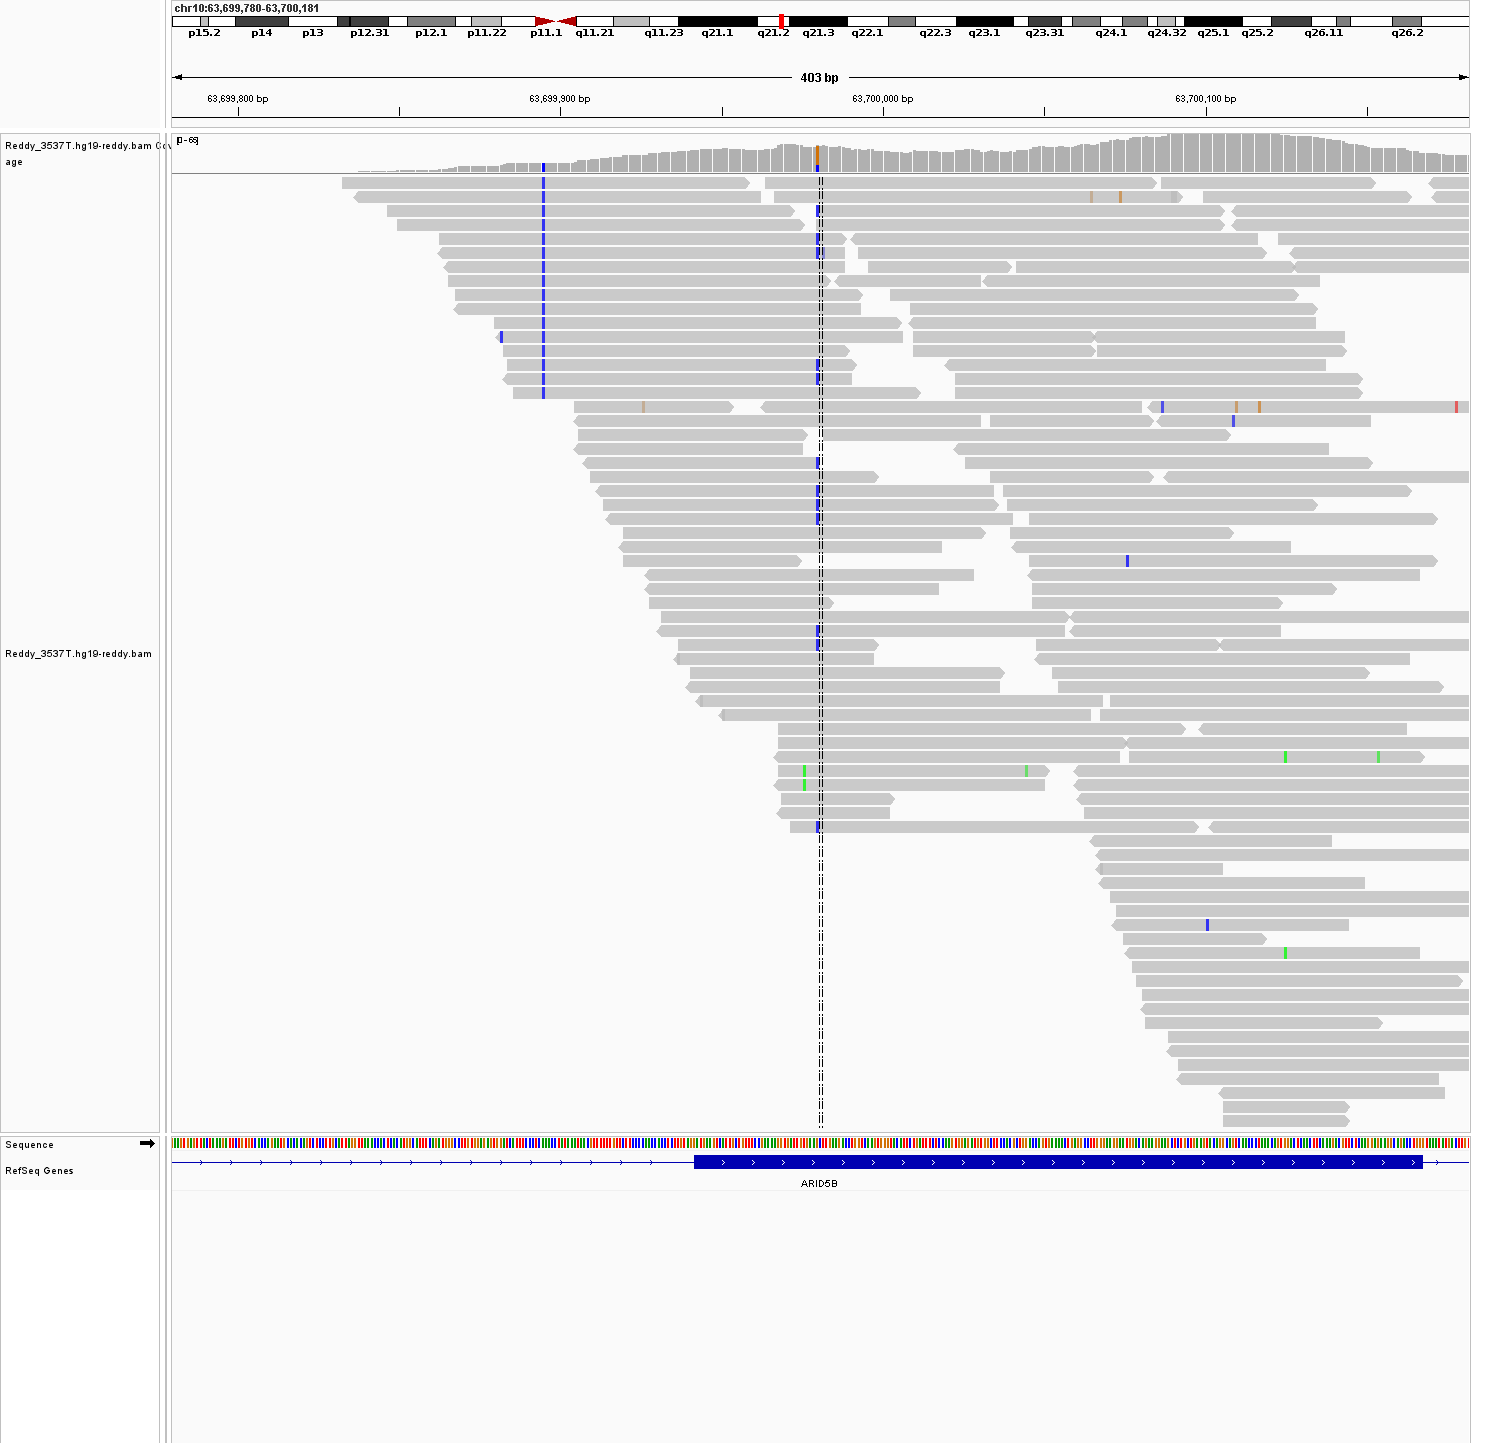 chr10:63,699,780-63,700,181
p15.2 p14 p13 p12.31 p12.1 p11.22 p11.1 q11.21 q11.23 q21.1 q21.2 q21.3 q22.1 q22.3 q23.1 q23.31 q24.1 q24.32 q25.1 q25.2 q26.11 q26.2
403 bp
63,699,800 bp 63,699,900 bp 63,700,000 bp 63,700,100 bp
Reddy_3537T.hg19-reddy.bam Cov
age
[0-69]
Reddy_3537T.hg19-reddy.bam
Sequence
RefSeq Genes
ARID5B